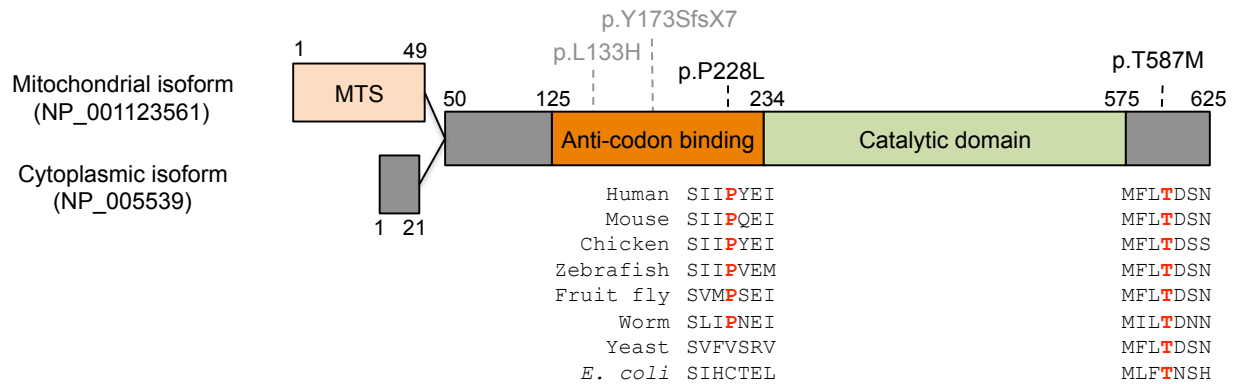 p.Y173SfsX7
p.L133H
p.P228L
p.T587M
1 49
Mitochondrial isoform
(NP_001123561)
MTS
50 125 234 575 625
Anti-codon binding
Catalytic domain
Cytoplasmic isoform
(NP_005539)
1 21
Human SIIPYEI MFLTDSN
Mouse SIIPQEI MFLTDSN
Chicken SIIPYEI MFLTDSS
Zebrafish SIIPVEM MFLTDSN
Fruit fly SVMPSEI MFLTDSN
Worm SLIPNEI MILTDNN
Yeast SVFVSRV MFLTDSN
E. coli SIHCTEL MLFTNSH